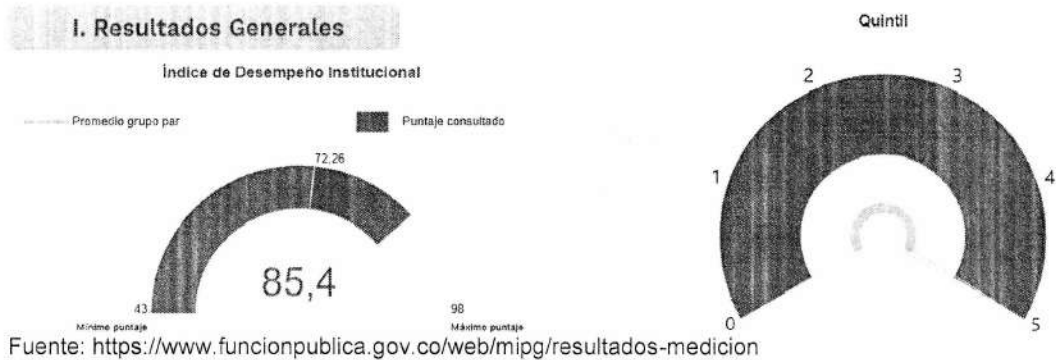 I. Resultados Generales
Índice de Desempeño Institucional
Promedio grupo par
Puntaje consultado
72,26
85,4
43
98
Mínimo puntaje
Máximo puntaje
Quintil
0
1
2
3
4
5
Fuente: https://www.funcionpublica.gov.co/web/mipg/resultados-medicion